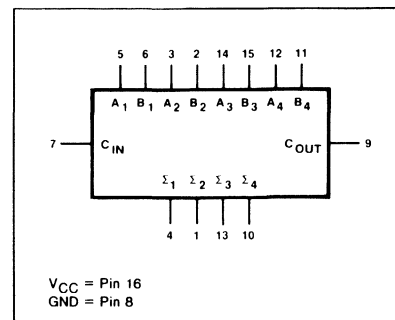 5 6 3 2 14 15 12 11
A1 B1 A2 B2 A3 B3 A4 B4
7 CIN COUT 9
Σ1 Σ2 Σ3 Σ4
4 1 13 10
VCC = Pin 16
GND = Pin 8